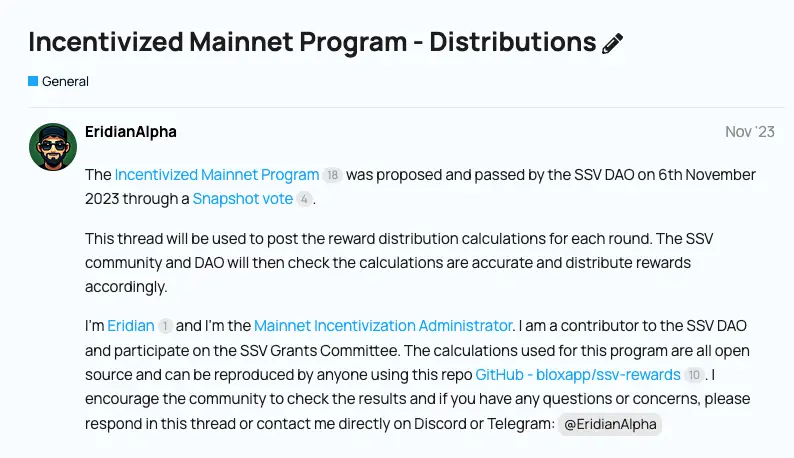 Incentivized Mainnet Program - Distributions
General
EridianAlpha
Nov '23
The Incentivized Mainnet Program 18 was proposed and passed by the SSV DAO on 6th November
2023 through a Snapshot vote 4 .
This thread will be used to post the reward distribution calculations for each round. The SSV
community and DAO will then check the calculations are accurate and distribute rewards
accordingly.
I'm Eridian 1 and I'm the Mainnet Incentivization Administrator. I am a contributor to the SSV DAO
and participate on the SSV Grants Committee. The calculations used for this program are all open
source and can be reproduced by anyone using this repo GitHub - bloxapp/ssv-rewards 10 . I
encourage the community to check the results and if you have any questions or concerns, please
respond in this thread or contact me directly on Discord or Telegram: @EridianAlpha